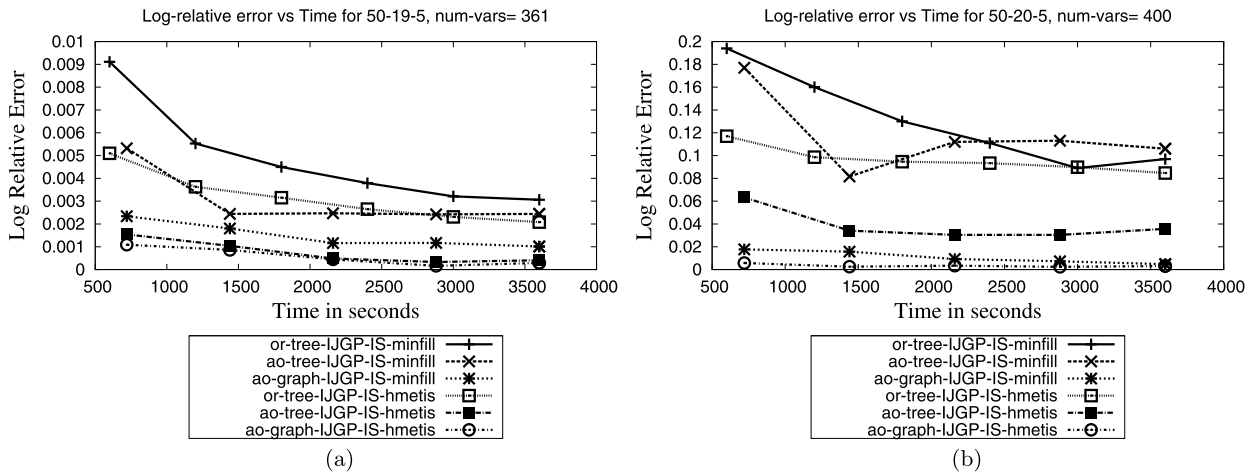 Log-relative error vs Time for 50-19-5, num-vars= 361
Log Relative Error
0.01
0.009
0.008
0.007
0.006
0.005
0.004
0.003
0.002
0.001
0
500 1000 1500 2000 2500 3000 3500 4000
Time in seconds
or-tree-IJGP-IS-minfill
ao-tree-IJGP-IS-minfill
ao-graph-IJGP-IS-minfill
or-tree-IJGP-IS-hmetis
ao-tree-IJGP-IS-hmetis
ao-graph-IJGP-IS-hmetis
(a)
Log-relative error vs Time for 50-20-5, num-vars= 400
Log Relative Error
0.2
0.18
0.16
0.14
0.12
0.1
0.08
0.06
0.04
0.02
0
500 1000 1500 2000 2500 3000 3500 4000
Time in seconds
or-tree-IJGP-IS-minfill
ao-tree-IJGP-IS-minfill
ao-graph-IJGP-IS-minfill
or-tree-IJGP-IS-hmetis
ao-tree-IJGP-IS-hmetis
ao-graph-IJGP-IS-hmetis
(b)